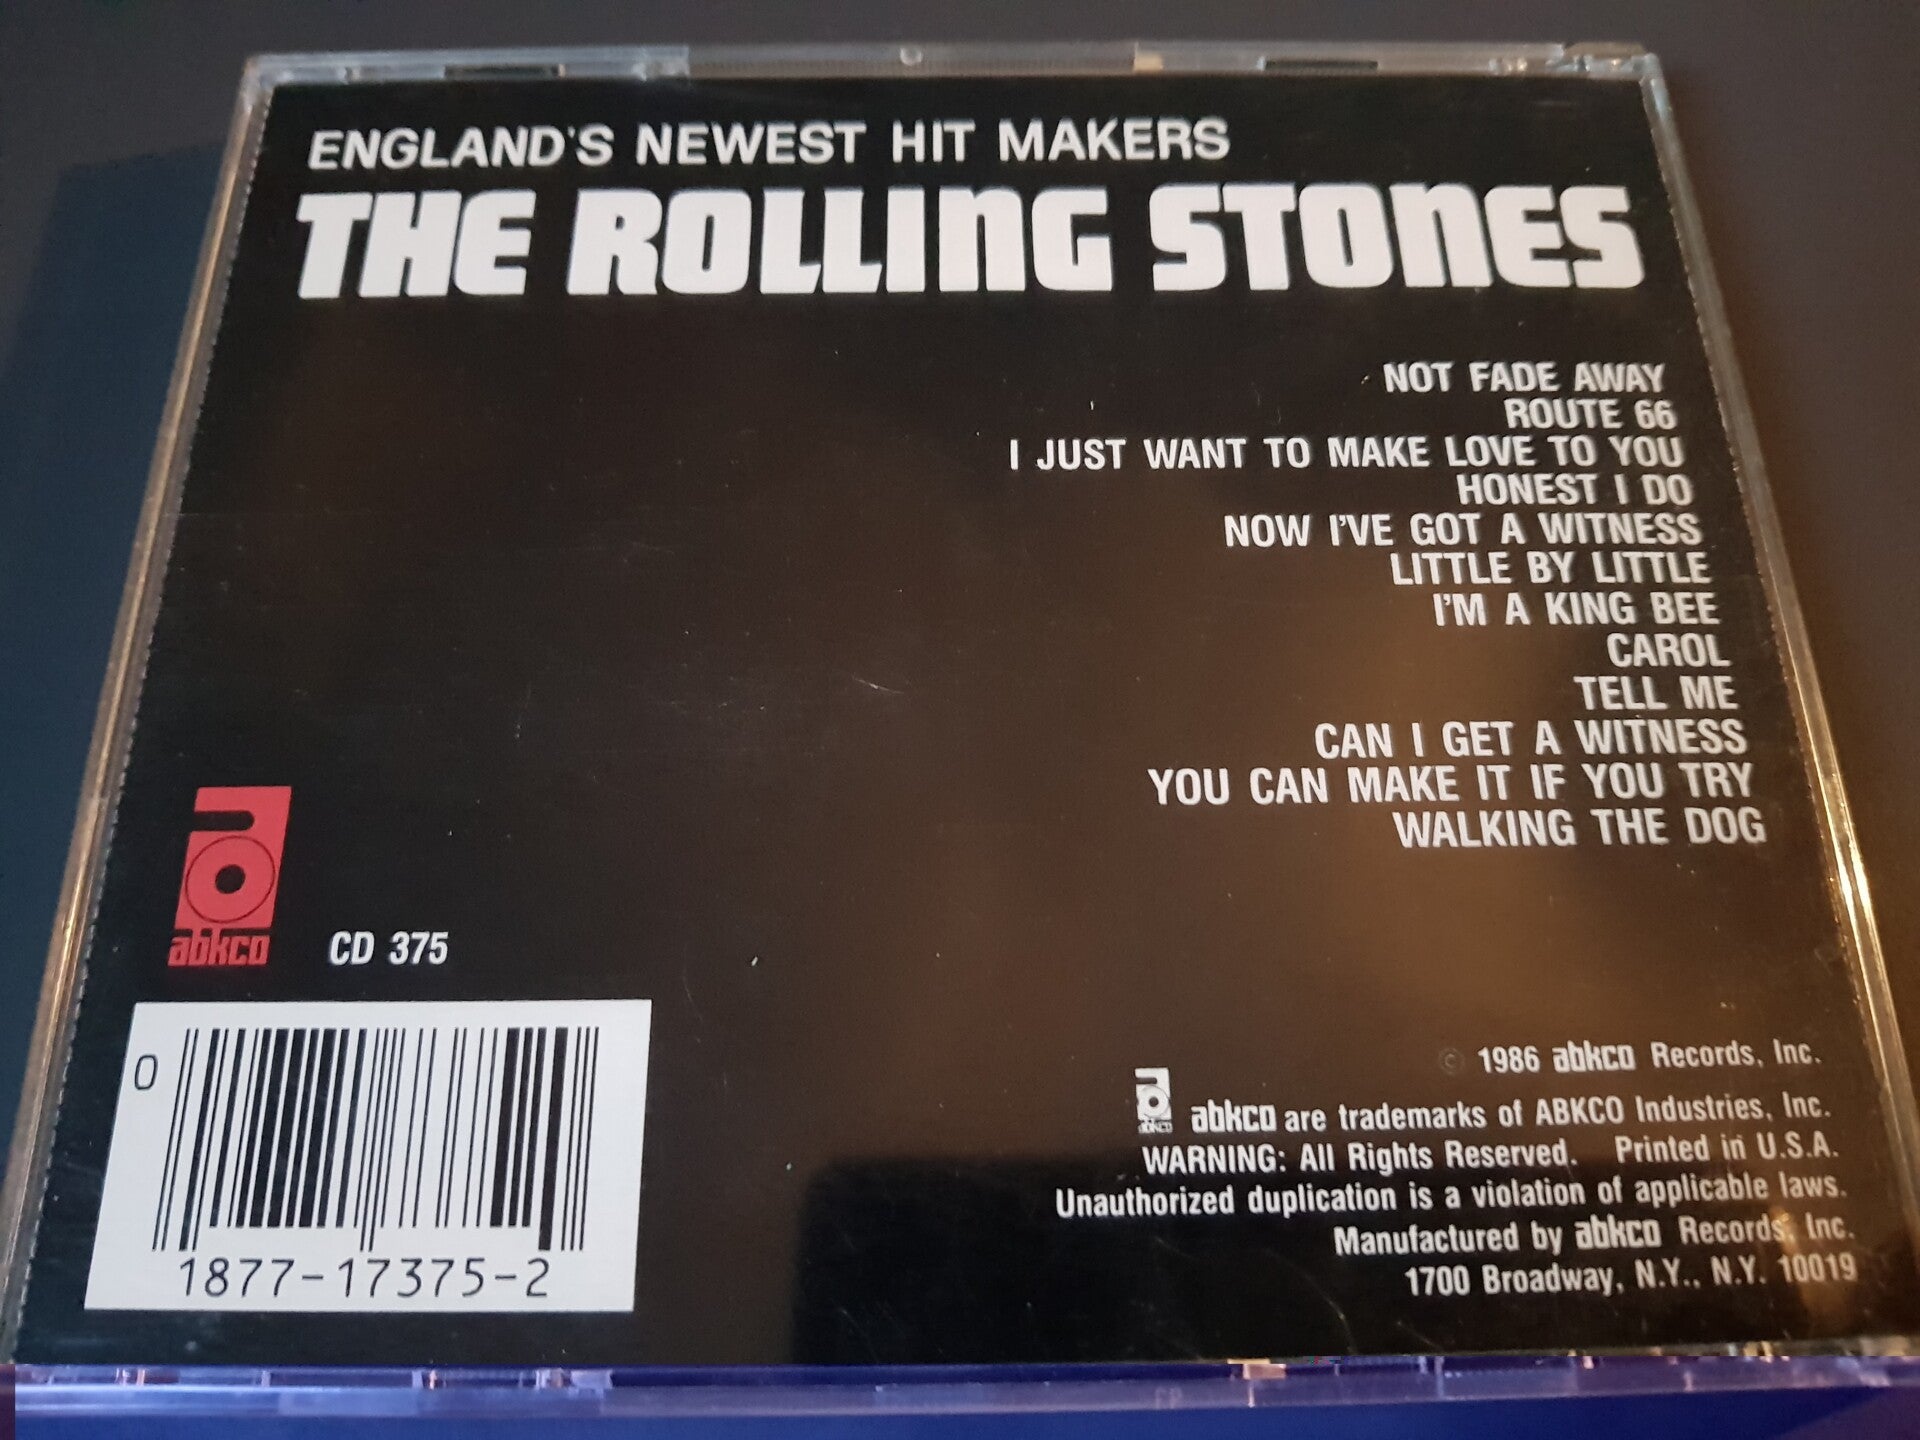 ENGLAND'S NEWEST HIT MAKERS
THE ROLLING STONES
NOT FADE AWAY
ROUTE 66
I JUST WANT TO MAKE LOVE TO YOU
HONEST I DO
NOW I'VE GOT A WITNESS
LITTLE BY LITTLE
I'M A KING BEE
CAROL
TELL ME
CAN I GET A WITNESS
YOU CAN MAKE IT IF YOU TRY
WALKING THE DOG
abkco
CD 375
0
1877-17375-2
© 1986 abkco Records, Inc.
abkco abkco are trademarks of ABKCO Industries, Inc.
WARNING: All Rights Reserved. Printed in U.S.A.
Unauthorized duplication is a violation of applicable laws.
Manufactured by abkco Records, Inc.
1700 Broadway, N.Y., N.Y. 10019